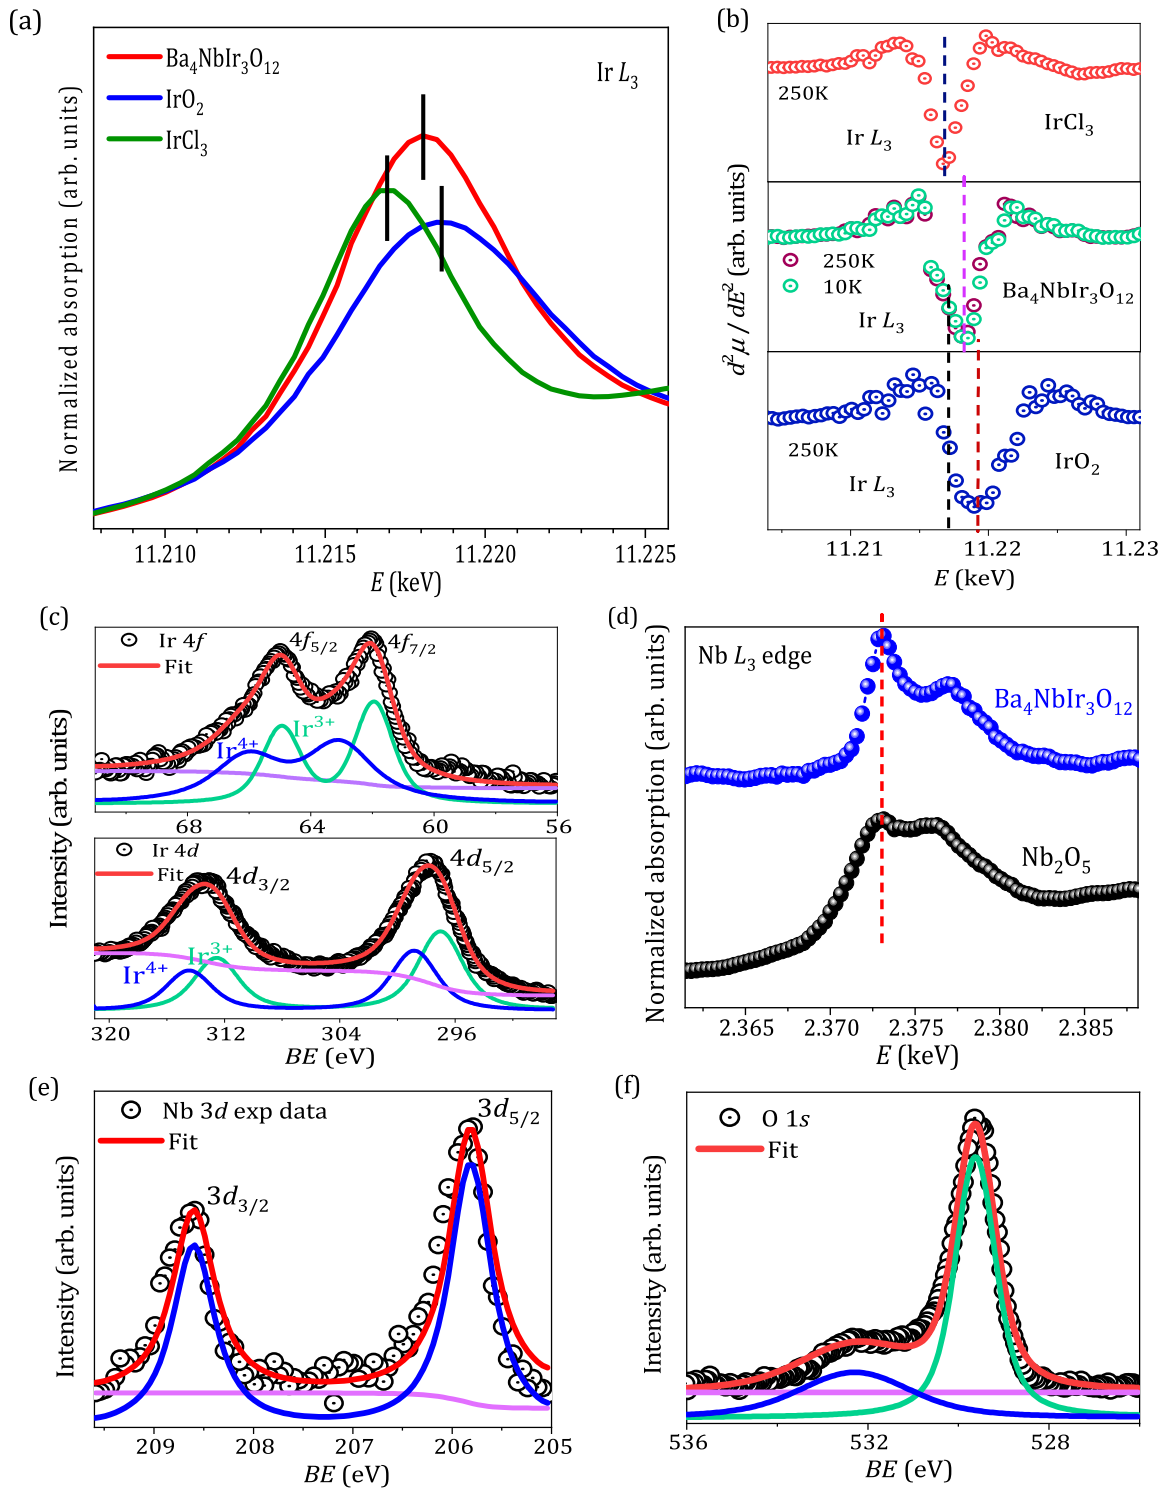 (a)
Normalized absorption (arb. units)
Ba4NbIr3O12
IrO2
IrCl3
Ir L3
11.210
11.217
11.220
11.225
E (keV)
(b)
d²μ / dE² (arb. units)
250K
Ir L3
IrCl3
250K
10K
Ir L3
Ba4NbIr3O12
250K
Ir L3
IrO2
11.21
11.22
11.23
E (keV)
(c)
Intensity (arb. units)
Ir 4f
Fit
4f5/2
4f7/2
Ir3+
Ir4+
68
64
60
56
Ir 4d
Fit
4d3/2
4d5/2
Ir3+
Ir4+
320
312
304
296
BE (eV)
(d)
Normalized absorption (arb. units)
Nb L3 edge
Ba4NbIr3O12
Nb2O5
2.365
2.370
2.375
2.380
2.385
E (keV)
(e)
Intensity (arb. units)
Nb 3d exp data
Fit
3d3/2
3d5/2
209
208
207
206
205
BE (eV)
(f)
Intensity (arb. units)
O 1s
Fit
536
532
528
BE (eV)